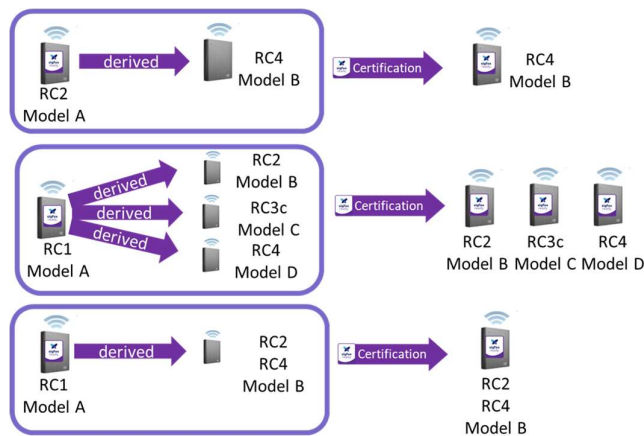 derived
RC2
Model A
RC4
Model B
Certification
RC4
Model B
derived
derived
derived
RC1
Model A
RC2
Model B
RC3c
Model C
RC4
Model D
Certification
RC2
Model B
RC3c
Model C
RC4
Model D
derived
RC1
Model A
RC2
RC4
Model B
Certification
RC2
RC4
Model B